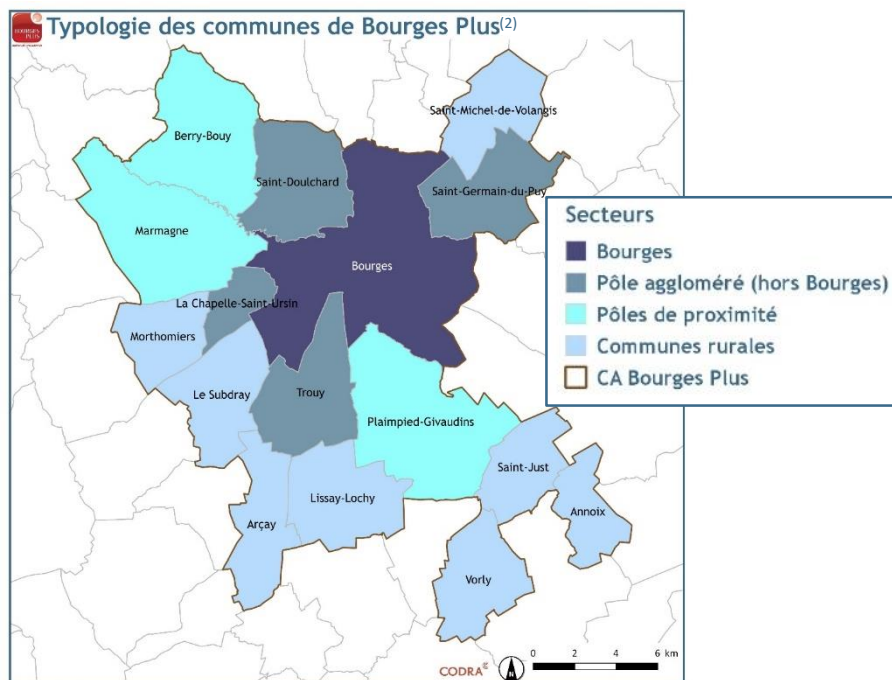 BOURGES
PLUS
Typologie des communes de Bourges Plus(2)
Saint-Michel-de-Volangis
Berry-Bouy
Saint-Doulchard
Saint-Germain-du-Puy
Marmagne
Bourges
La Chapelle-Saint-Ursin
Morthomiers
Le Subdray
Trouy
Plaimpied-Givaudins
Saint-Just
Lissay-Lochy
Annoix
Arçay
Vorly
Secteurs
Bourges
Pôle aggloméré (hors Bourges)
Pôles de proximité
Communes rurales
CA Bourges Plus
CODRA
N
0 2 4 6 km